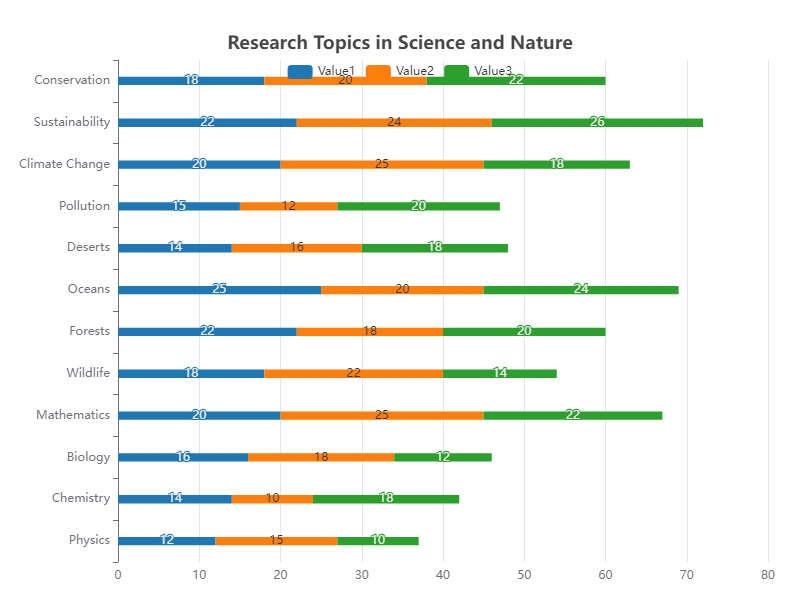 Research Topics in Science and Nature
Value1 Value2 Value3
Conservation 18 20 22
Sustainability 22 24 26
Climate Change 20 25 18
Pollution 15 12 20
Deserts 14 16 18
Oceans 25 20 24
Forests 22 18 20
Wildlife 18 22 14
Mathematics 20 25 22
Biology 16 18 12
Chemistry 14 10 18
Physics 12 15 10
0 10 20 30 40 50 60 70 80